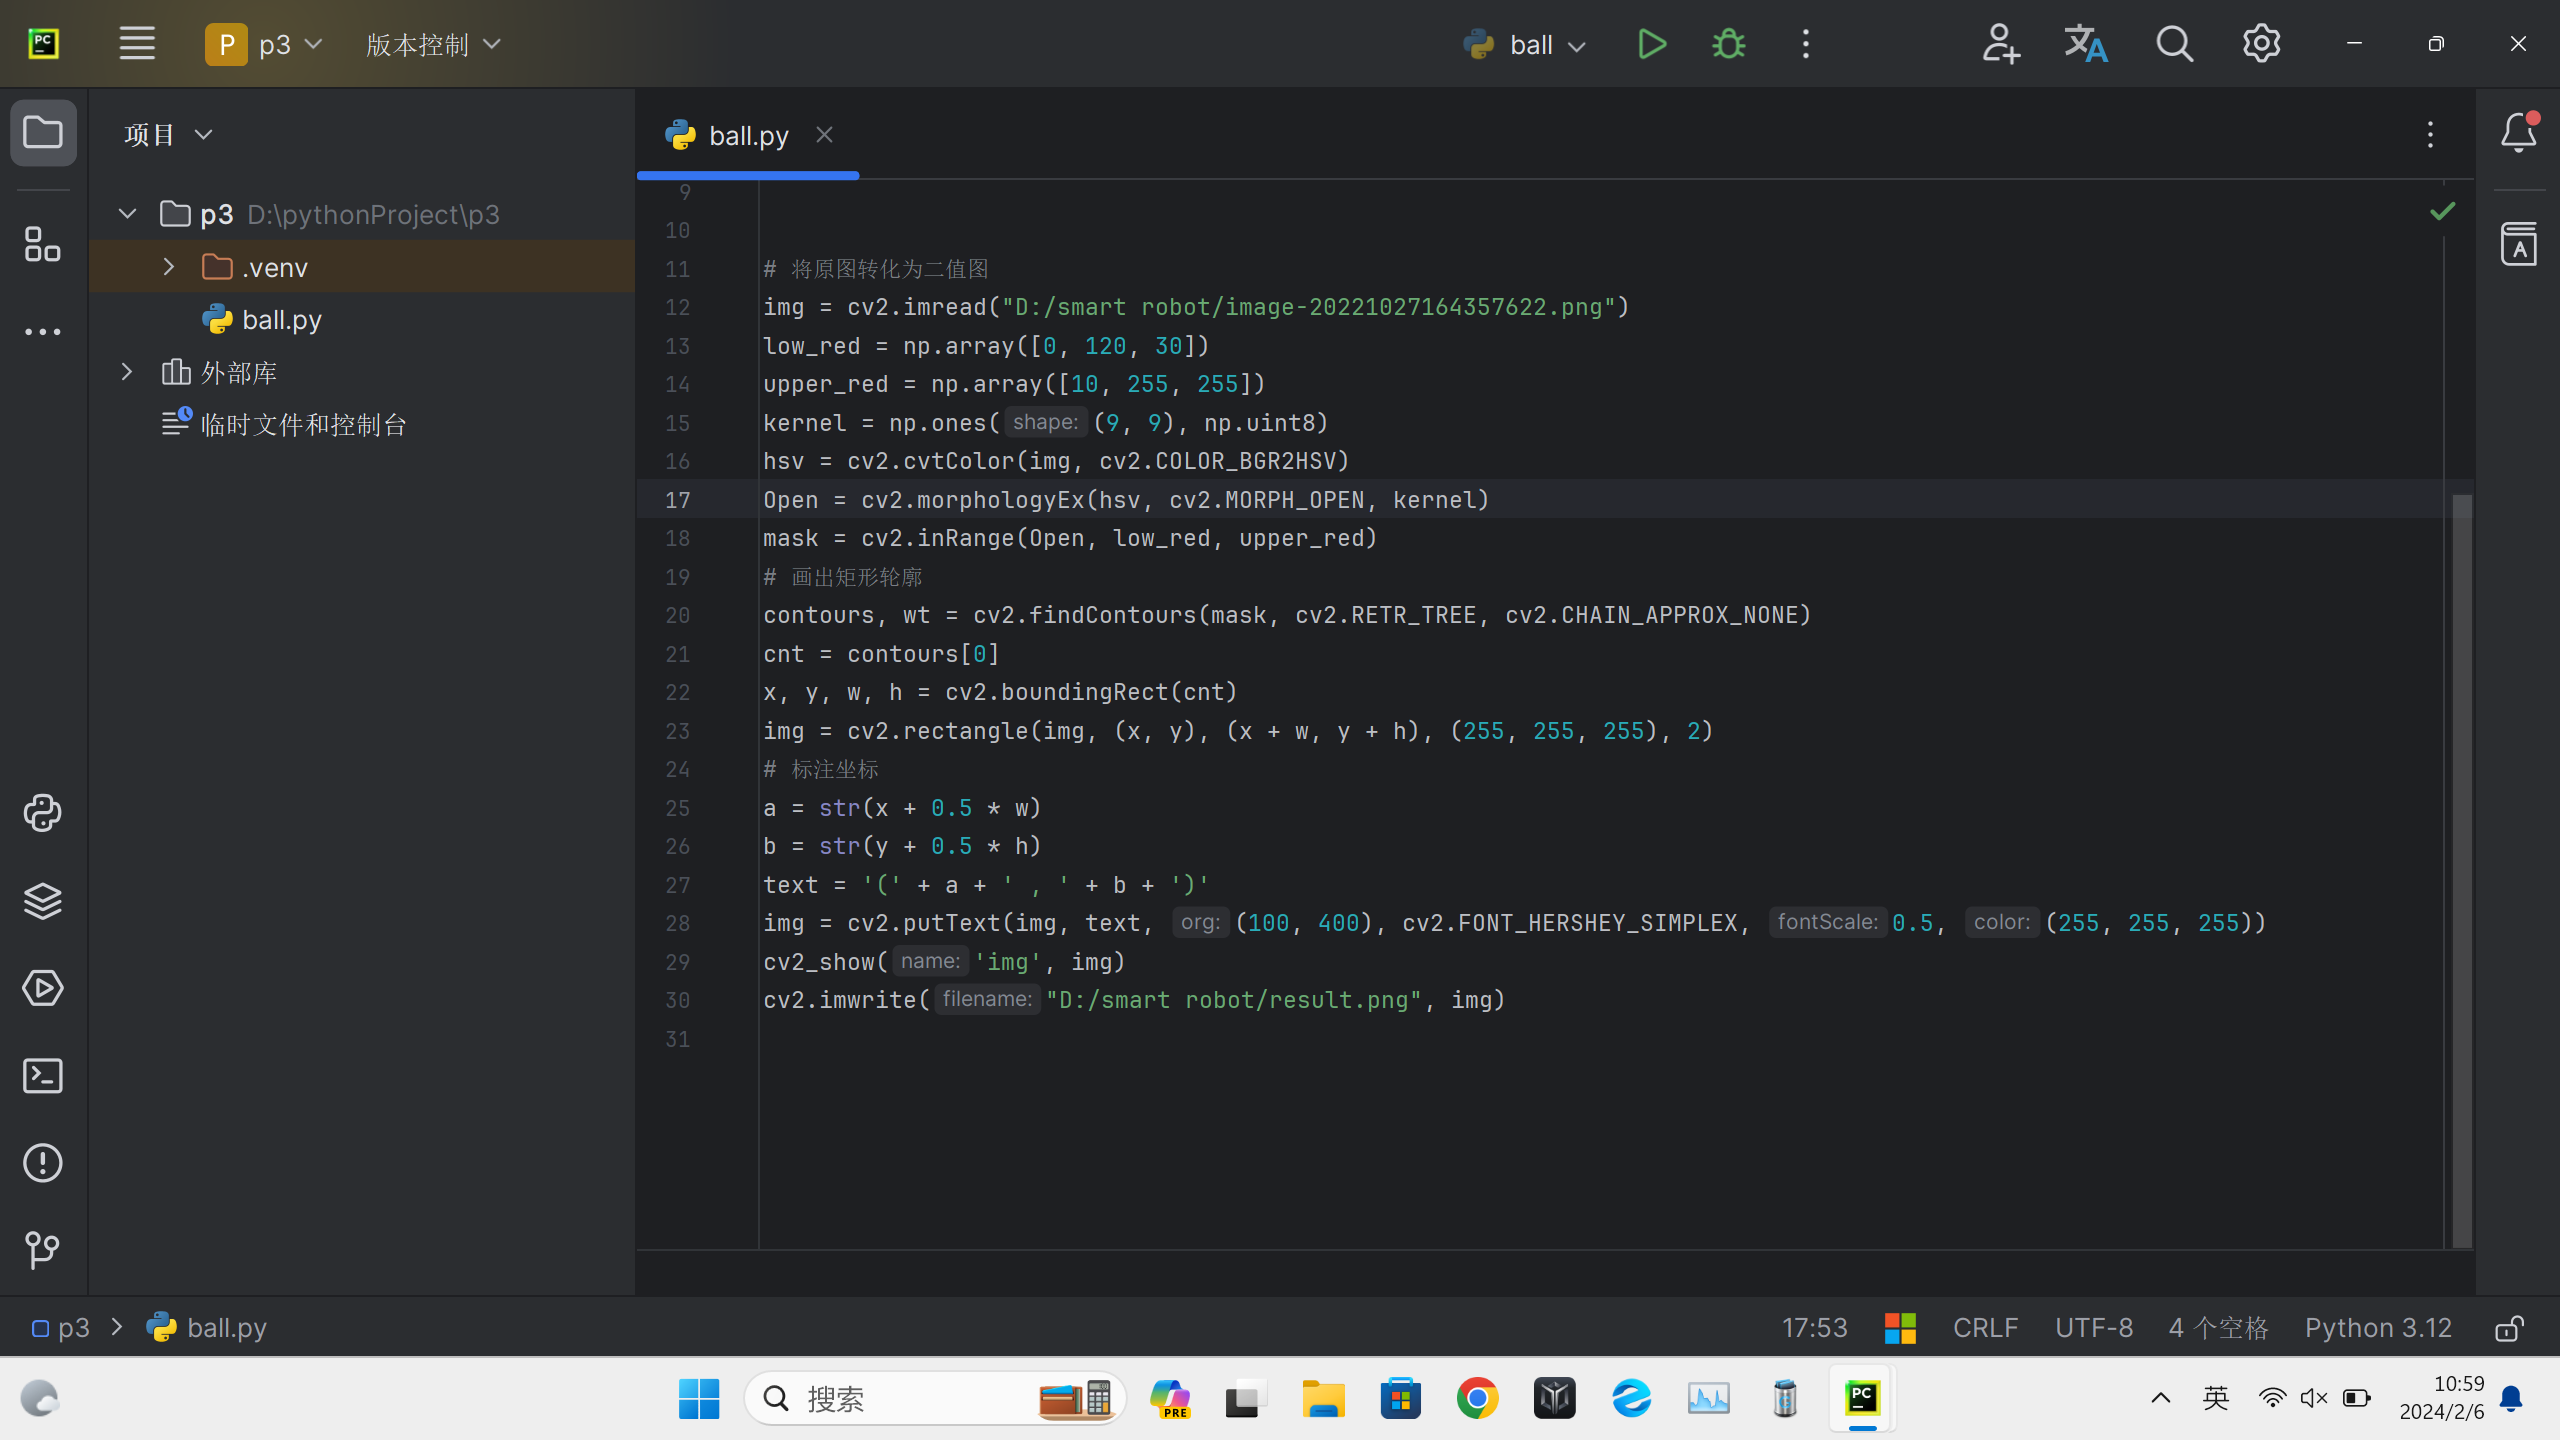 PC
P
p3
版本控制
ball
项目
ball.py
p3 D:\pythonProject\p3
.venv
ball.py
外部库
临时文件和控制台
9
10
11 # 将原图转化为二值图
12 img = cv2.imread("D:/smart robot/image-20221027164357622.png")
13 low_red = np.array([0, 120, 30])
14 upper_red = np.array([10, 255, 255])
15 kernel = np.ones( shape: (9, 9), np.uint8)
16 hsv = cv2.cvtColor(img, cv2.COLOR_BGR2HSV)
17 Open = cv2.morphologyEx(hsv, cv2.MORPH_OPEN, kernel)
18 mask = cv2.inRange(Open, low_red, upper_red)
19 # 画出矩形轮廓
20 contours, wt = cv2.findContours(mask, cv2.RETR_TREE, cv2.CHAIN_APPROX_NONE)
21 cnt = contours[0]
22 x, y, w, h = cv2.boundingRect(cnt)
23 img = cv2.rectangle(img, (x, y), (x + w, y + h), (255, 255, 255), 2)
24 # 标注坐标
25 a = str(x + 0.5 * w)
26 b = str(y + 0.5 * h)
27 text = '(' + a + ' , ' + b + ')'
28 img = cv2.putText(img, text, org: (100, 400), cv2.FONT_HERSHEY_SIMPLEX, fontScale: 0.5, color: (255, 255, 255))
29 cv2_show( name: 'img', img)
30 cv2.imwrite( filename: "D:/smart robot/result.png", img)
31
p3
ball.py
17:53
CRLF
UTF-8
4 个空格
Python 3.12
搜索
PRE
PC
英
10:59
2024/2/6